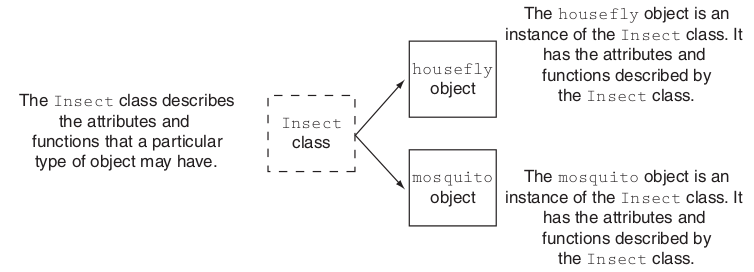 The Insect class describes
the attributes and
functions that a particular
type of object may have.
Insect
class
housefly
object
The housefly object is an
instance of the Insect class. It
has the attributes and
functions described by
the Insect class.
mosquito
object
The mosquito object is an
instance of the Insect class. It
has the attributes and
functions described by
the Insect class.